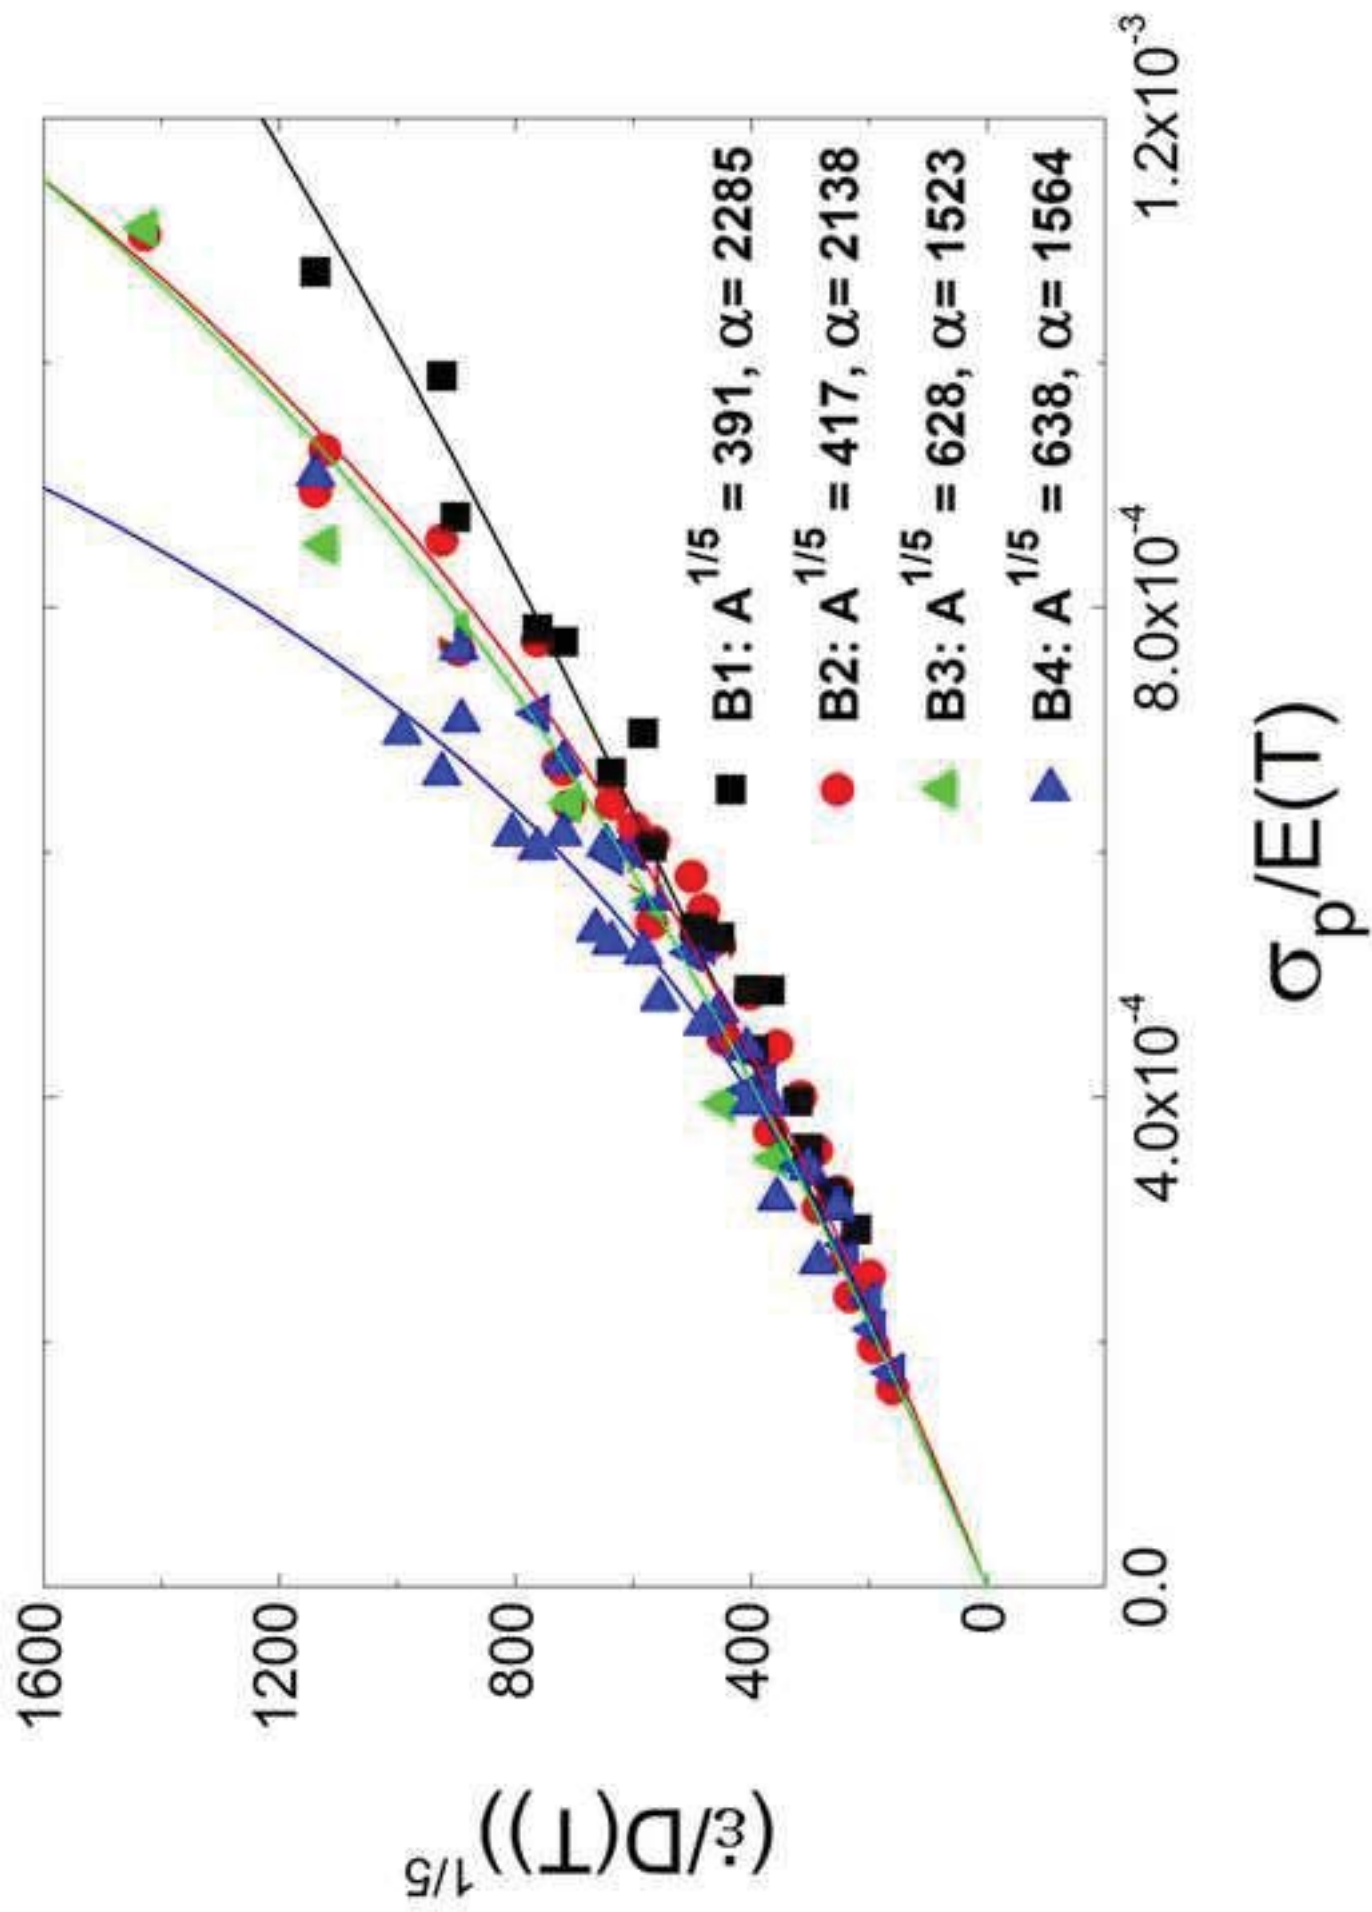 1600
1200
800
400
0
(ε̇/D(T))^1/5
0.0
4.0x10^-4
8.0x10^-4
1.2x10^-3
σ_p/E(T)
B1: A^1/5 = 391, α= 2285
B2: A^1/5 = 417, α= 2138
B3: A^1/5 = 628, α= 1523
B4: A^1/5 = 638, α= 1564